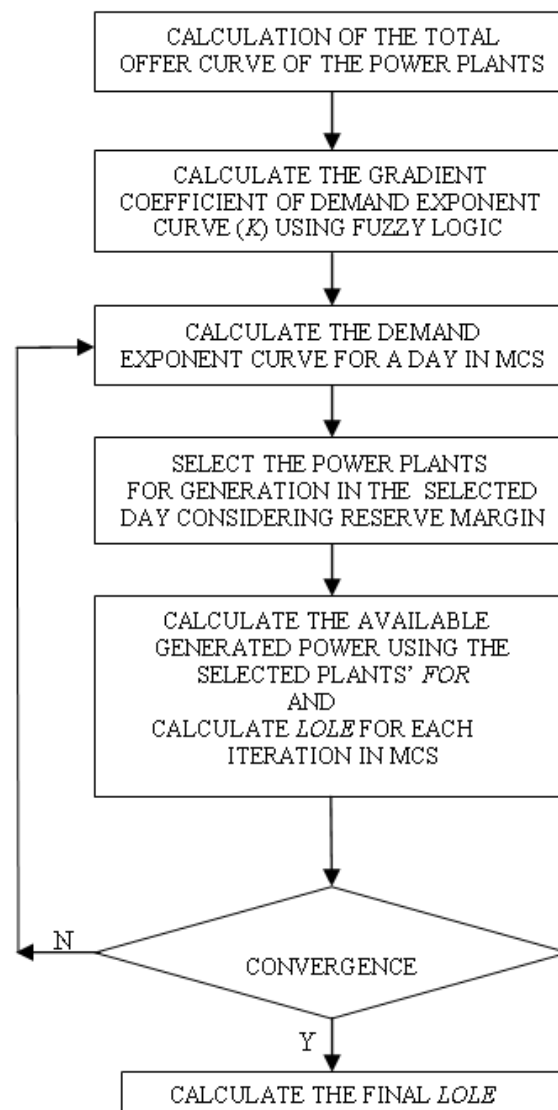 CALCULATION OF THE TOTAL
OFFER CURVE OF THE POWER PLANTS
CALCULATE THE GRADIENT
COEFFICIENT OF DEMAND EXPONENT
CURVE (K) USING FUZZY LOGIC
CALCULATE THE DEMAND
EXPONENT CURVE FOR A DAY IN MCS
SELECT THE POWER PLANTS
FOR GENERATION IN THE SELECTED
DAY CONSIDERING RESERVE MARGIN
CALCULATE THE AVAILABLE
GENERATED POWER USING THE
SELECTED PLANTS’ FOR
AND
CALCULATE LOLE FOR EACH
ITERATION IN MCS
N
CONVERGENCE
Y
CALCULATE THE FINAL LOLE